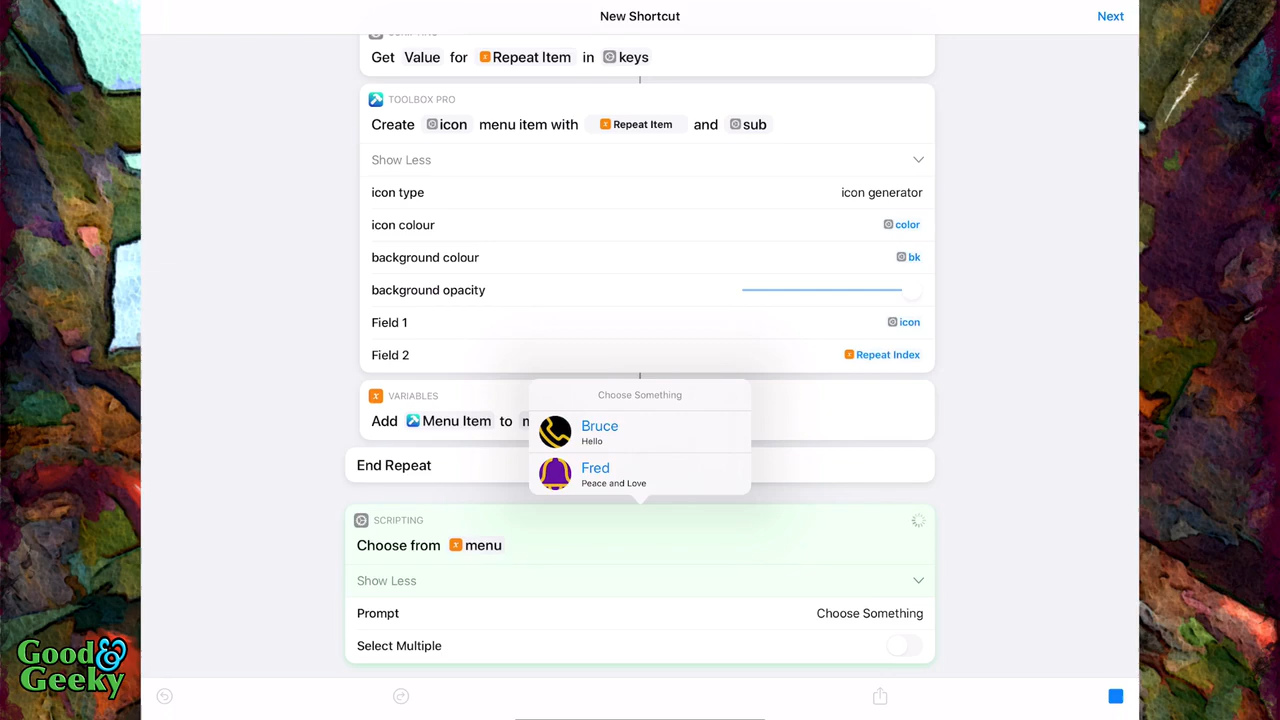 New Shortcut
Next
Get Value for Repeat Item in keys
TOOLBOX PRO
Create icon menu item with Repeat Item and sub
Show Less
icon type icon generator
icon colour color
background colour bk
background opacity
Field 1 icon
Field 2 Repeat Index
VARIABLES
Add Menu Item to
Choose Something
Bruce
Hello
Fred
Peace and Love
End Repeat
SCRIPTING
Choose from menu
Show Less
Prompt Choose Something
Select Multiple
Good &
Geeky